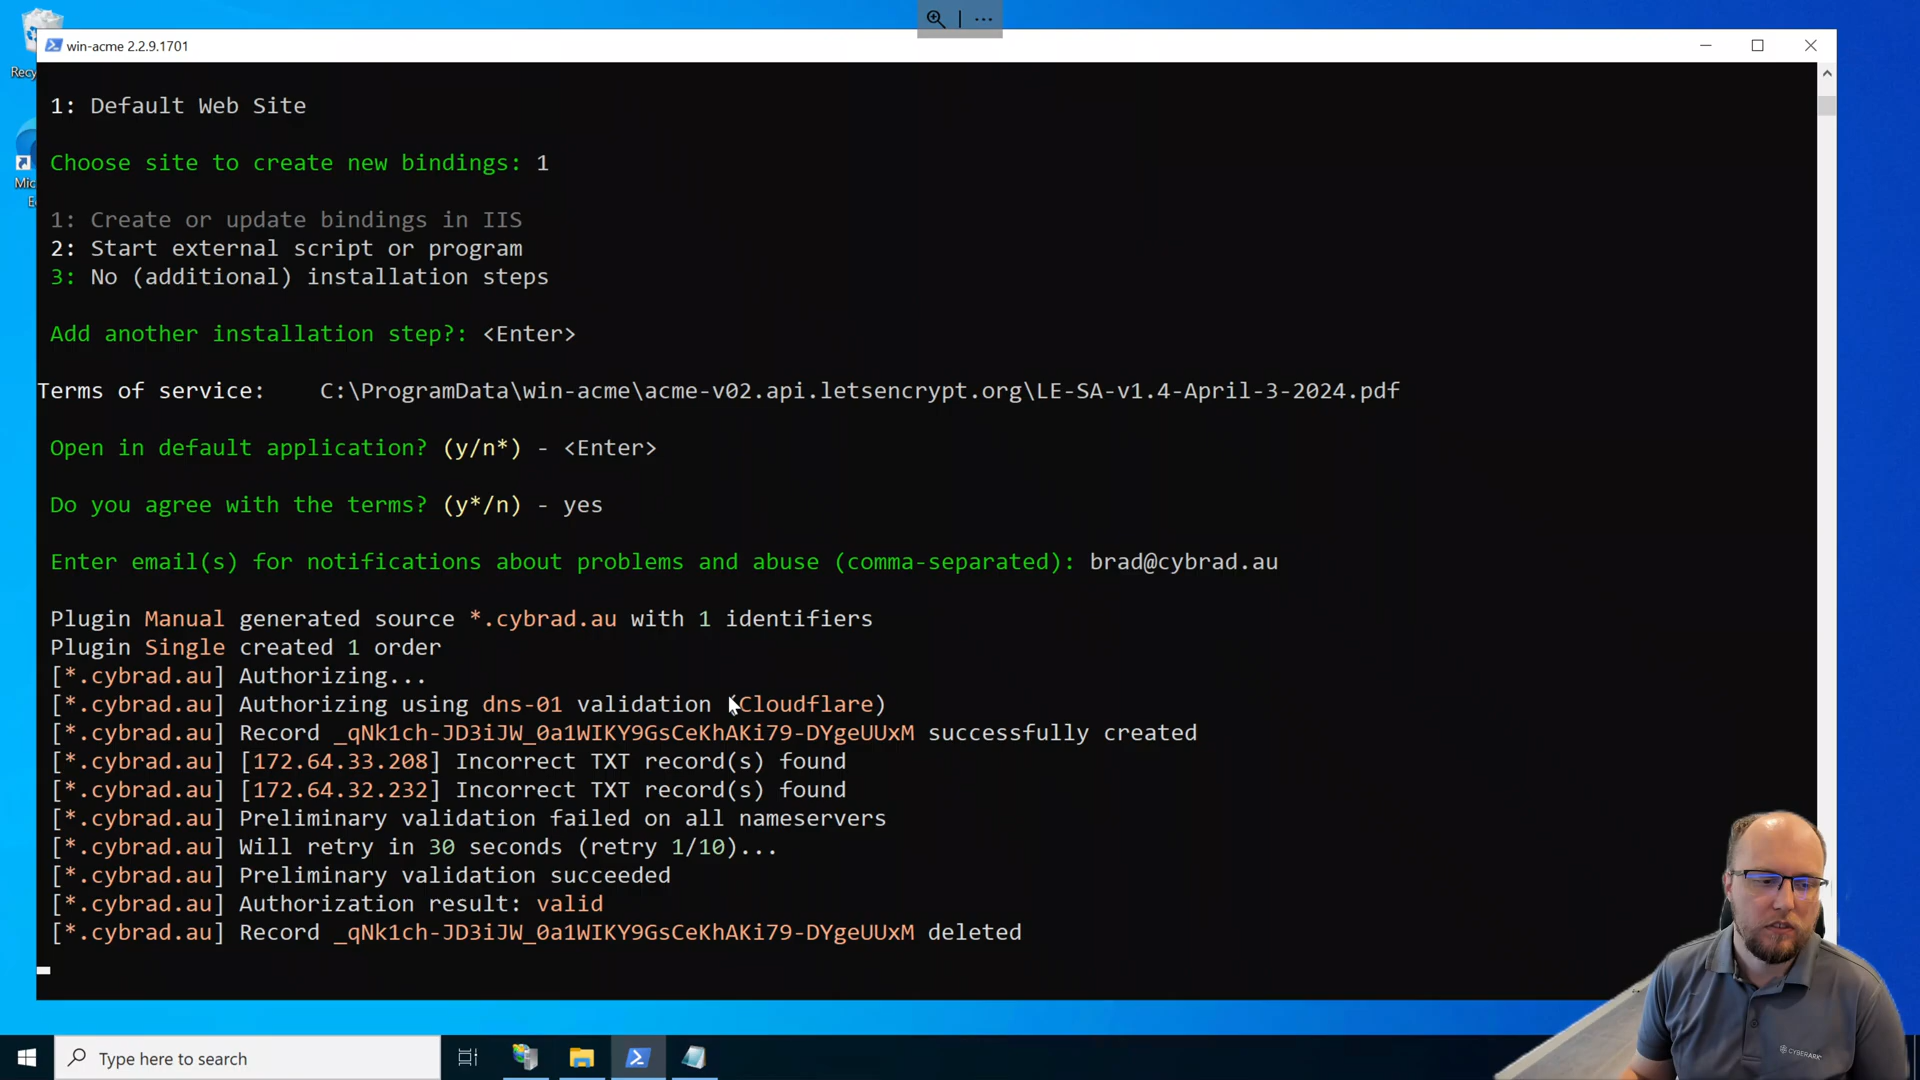 win-acme 2.2.9.1701
1: Default Web Site
Choose site to create new bindings: 1
1: Create or update bindings in IIS
2: Start external script or program
3: No (additional) installation steps
Add another installation step?: <Enter>
Terms of service: C:\ProgramData\win-acme\acme-v02.api.letsencrypt.org\LE-SA-v1.4-April-3-2024.pdf
Open in default application? (y/n*) - <Enter>
Do you agree with the terms? (y*/n) - yes
Enter email(s) for notifications about problems and abuse (comma-separated): brad@cybrad.au
Plugin Manual generated source *.cybrad.au with 1 identifiers
Plugin Single created 1 order
[*.cybrad.au] Authorizing...
[*.cybrad.au] Authorizing using dns-01 validation (Cloudflare)
[*.cybrad.au] Record _qNk1ch-JD3iJW_0a1WIKY9GsCeKhAKi79-DYgeUUxM successfully created
[*.cybrad.au] [172.64.33.208] Incorrect TXT record(s) found
[*.cybrad.au] [172.64.32.232] Incorrect TXT record(s) found
[*.cybrad.au] Preliminary validation failed on all nameservers
[*.cybrad.au] Will retry in 30 seconds (retry 1/10)...
[*.cybrad.au] Preliminary validation succeeded
[*.cybrad.au] Authorization result: valid
[*.cybrad.au] Record _qNk1ch-JD3iJW_0a1WIKY9GsCeKhAKi79-DYgeUUxM deleted
Recy
Mic
E
Type here to search
CYBERARK